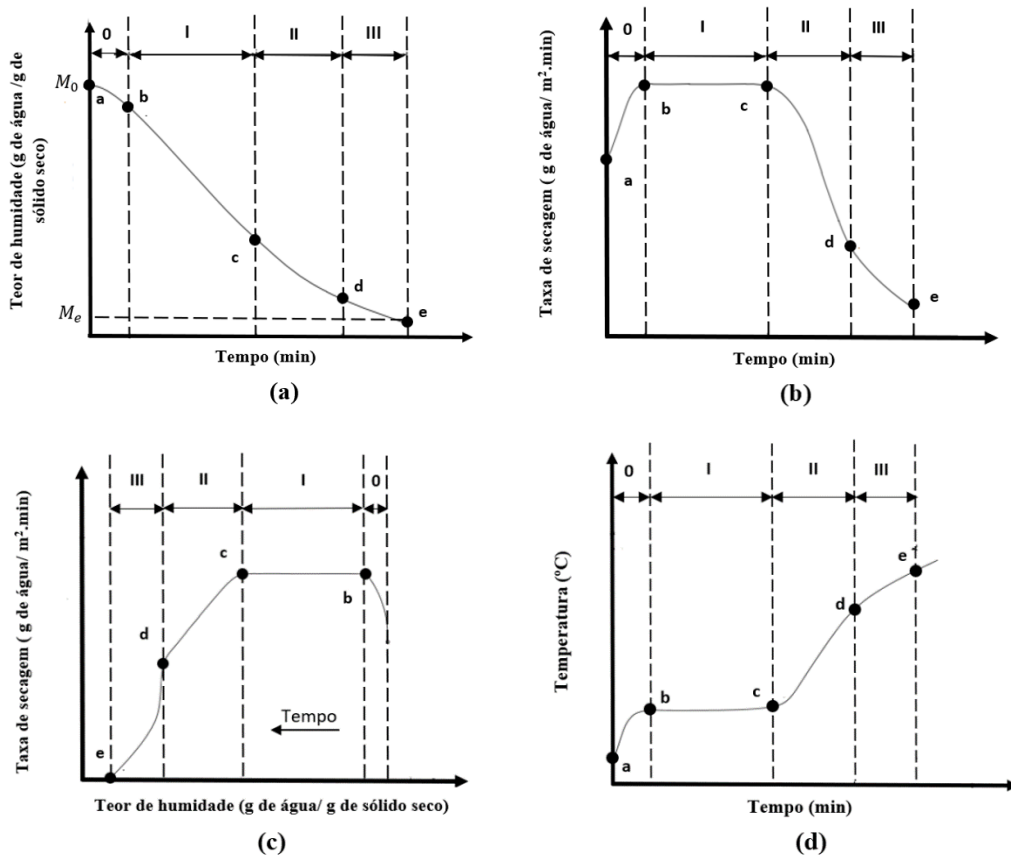 0 I II III
Teor de humidade (g de água /g de
sólido seco)
M₀
a
b
c
d
e
Mₑ
Tempo (min)
(a)
0 I II III
Taxa de secagem ( g de água/ m².min)
a
b
c
d
e
Tempo (min)
(b)
III II I 0
Taxa de secagem ( g de água/ m².min)
c
b
d
e
Tempo
Teor de humidade (g de água/ g de sólido seco)
(c)
0 I II III
Temperatura (ºC)
a
b
c
d
e
Tempo (min)
(d)